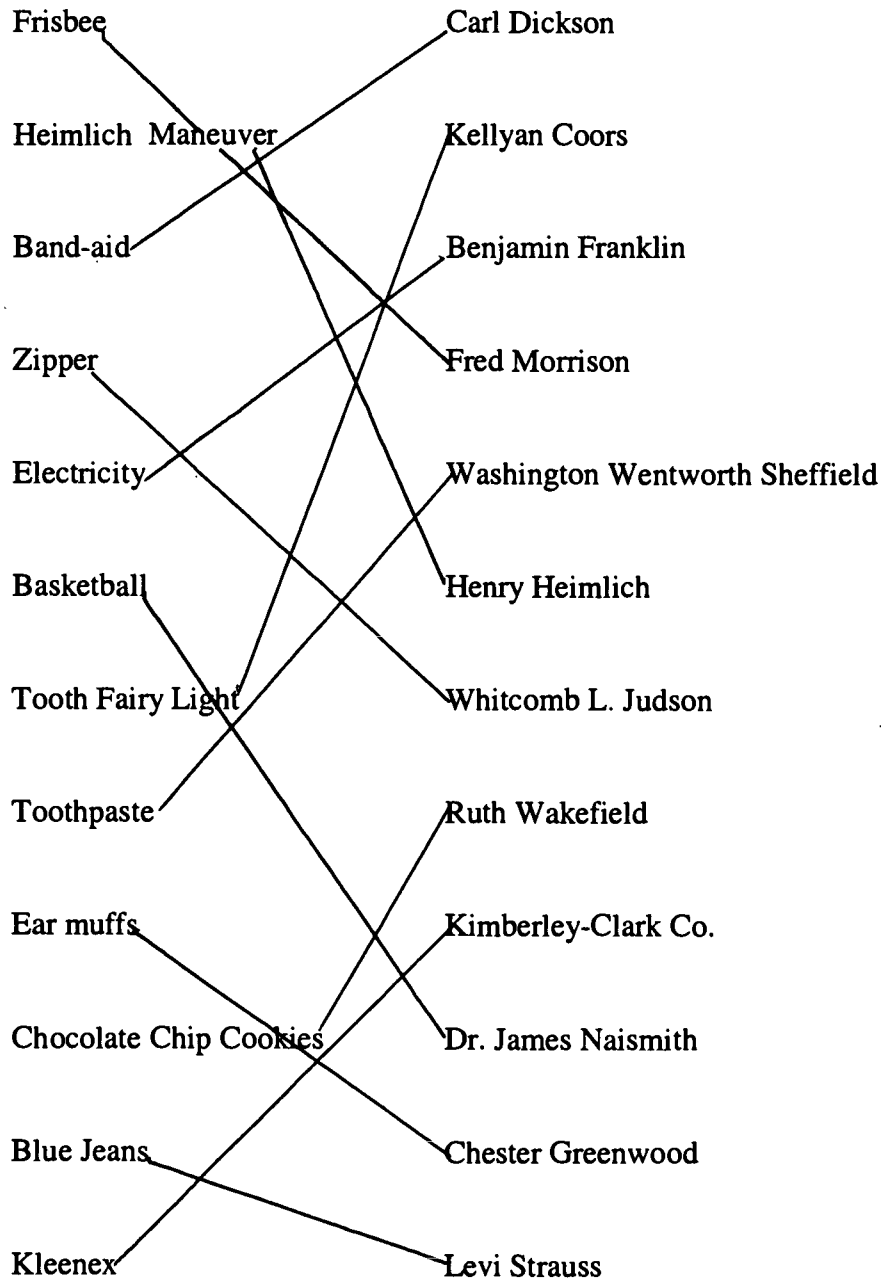 Frisbee Carl Dickson
Heimlich Maneuver Kellyan Coors
Band-aid Benjamin Franklin
Zipper Fred Morrison
Electricity Washington Wentworth Sheffield
Basketball Henry Heimlich
Tooth Fairy Light Whitcomb L. Judson
Toothpaste Ruth Wakefield
Ear muffs Kimberley-Clark Co.
Chocolate Chip Cookies Dr. James Naismith
Blue Jeans Chester Greenwood
Kleenex Levi Strauss